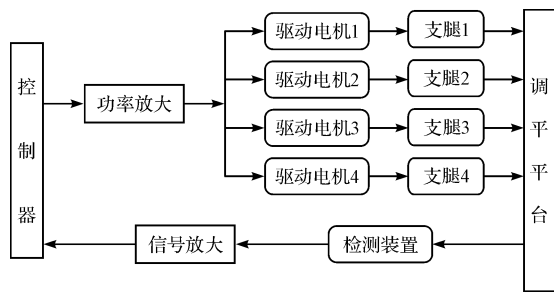 控制器
功率放大
驱动电机1
支腿1
驱动电机2
支腿2
驱动电机3
支腿3
驱动电机4
支腿4
调平平台
信号放大
检测装置